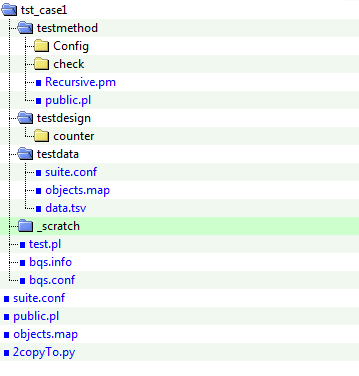 tst_case1
testmethod
Config
check
Recursive.pm
public.pl
testdesign
counter
testdata
suite.conf
objects.map
data.tsv
_scratch
test.pl
bqs.info
bqs.conf
suite.conf
public.pl
objects.map
2copyTo.py